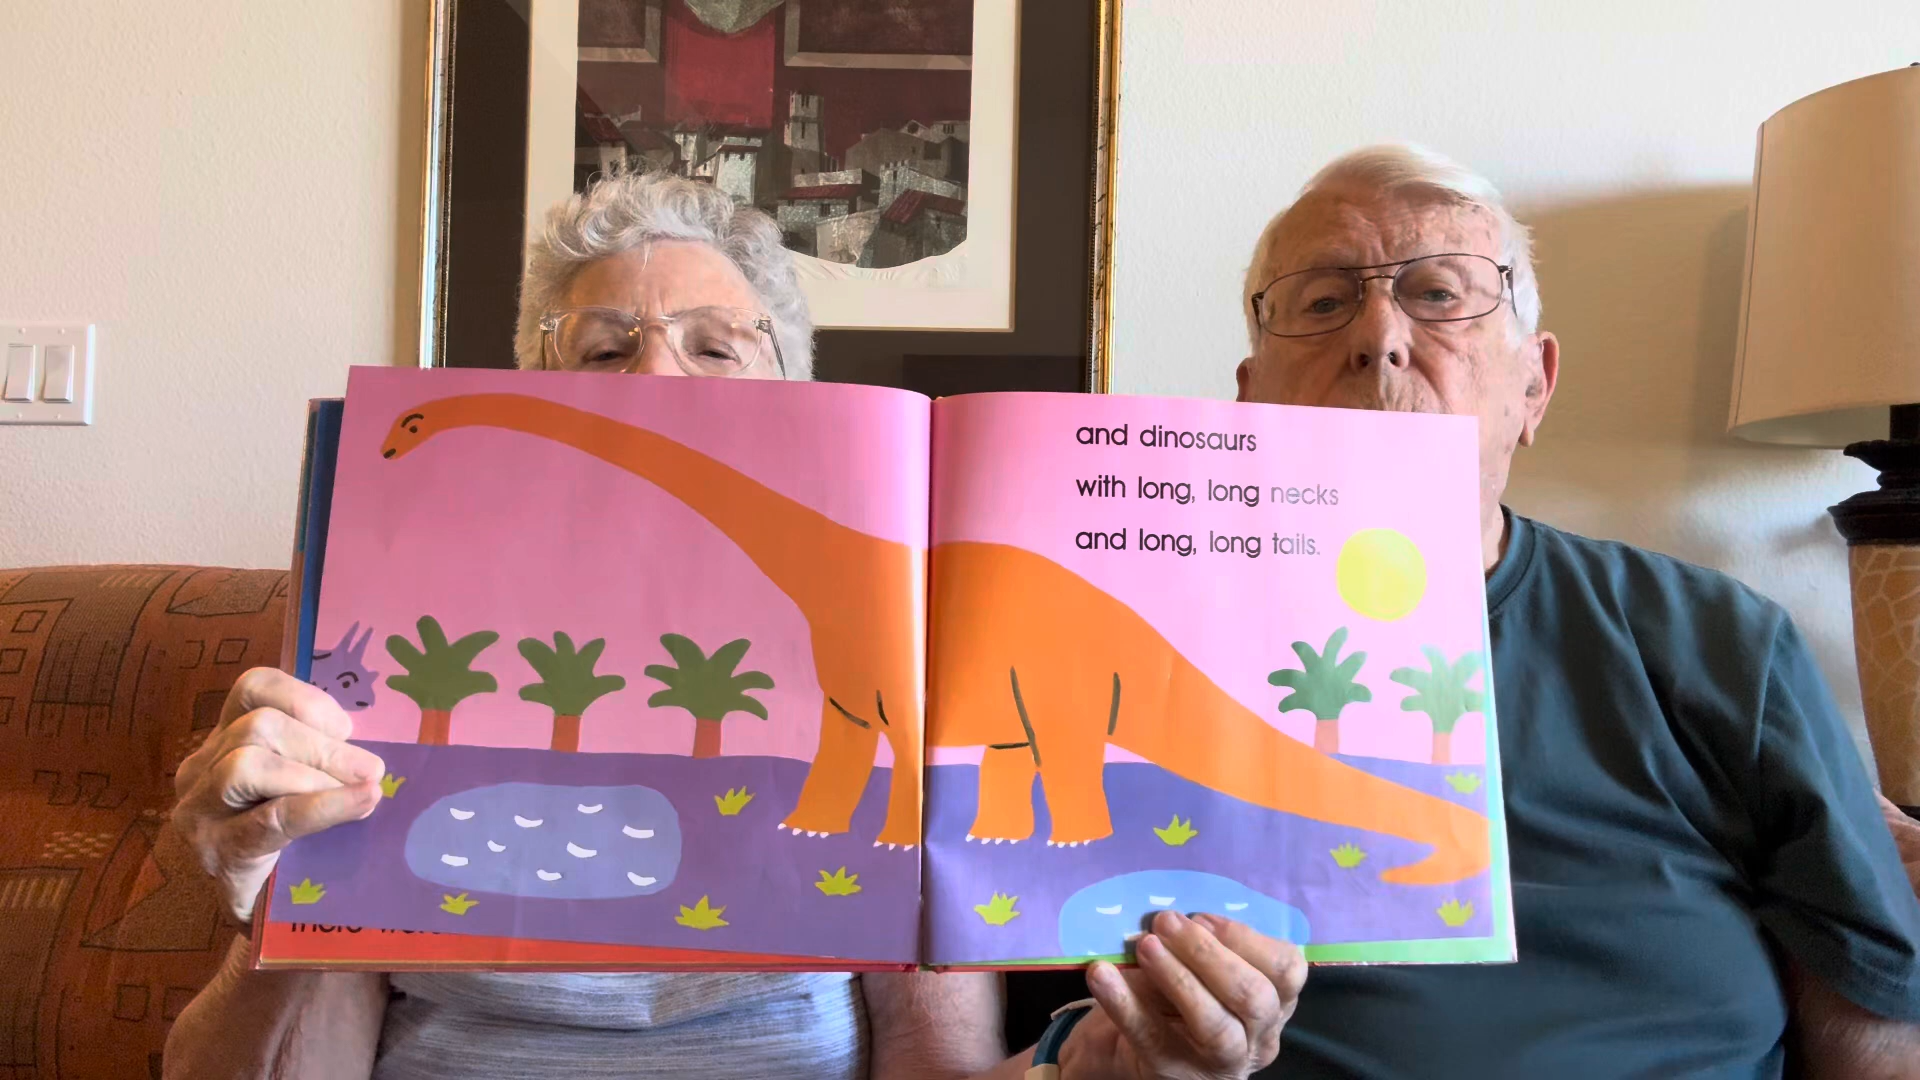 and dinosaurs
with long, long necks
and long, long tails.